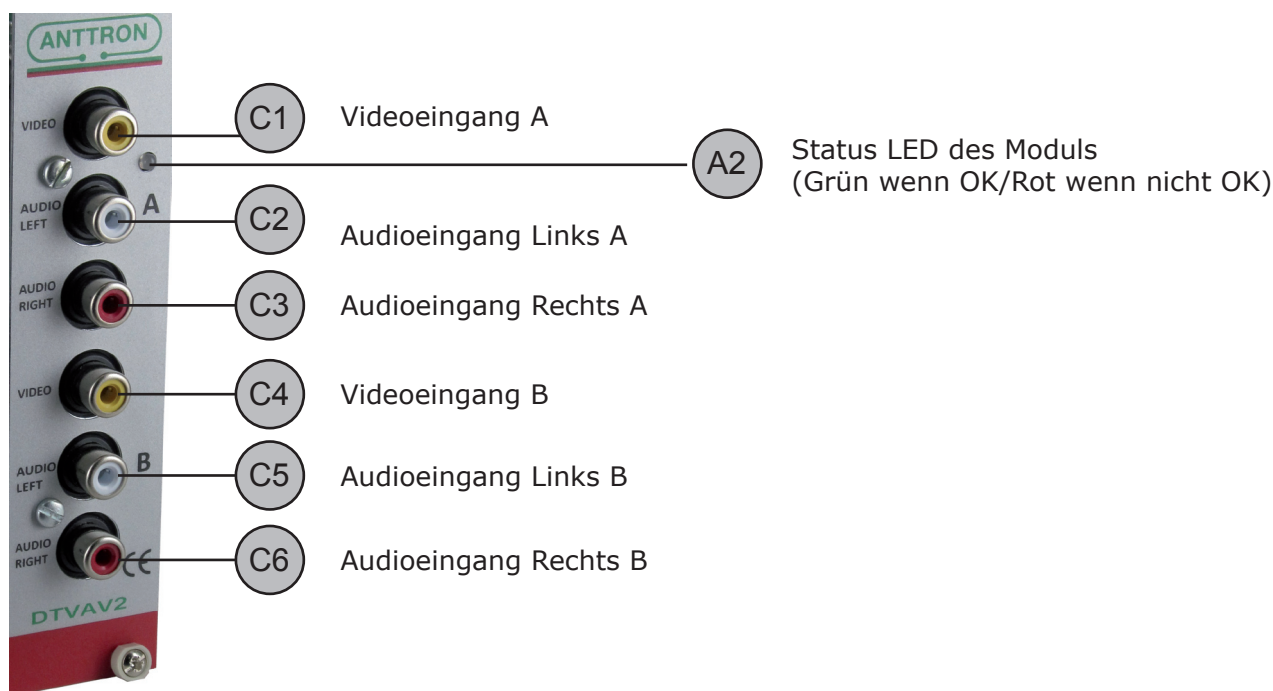 ANTTRON
VIDEO
C1 Videoeingang A
A2 Status LED des Moduls
(Grün wenn OK/Rot wenn nicht OK)
AUDIO
LEFT
A
C2 Audioeingang Links A
AUDIO
RIGHT
C3 Audioeingang Rechts A
VIDEO
C4 Videoeingang B
AUDIO
LEFT
B
C5 Audioeingang Links B
AUDIO
RIGHT
CE
C6 Audioeingang Rechts B
DTVAV2